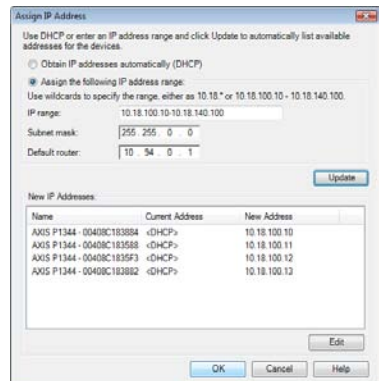 Assign IP Address
Use DHCP or enter an IP address range and click Update to automatically list available
addresses for the devices.
Obtain IP addresses automatically (DHCP)
Assign the following IP address range:
Use wildcards to specify the range, either as 10.18.* or 10.18.100.10 - 10.18.140.100.
IP range: 10.18.100.10-10.18.140.100
Subnet mask: 255 . 255 . 0 . 0
Default router: 10 . 94 . 0 . 1
Update
New IP Addresses:
Name Current Address New Address
AXIS P1344 - 00408C183884 <DHCP> 10.18.100.10
AXIS P1344 - 00408C183588 <DHCP> 10.18.100.11
AXIS P1344 - 00408C1835F3 <DHCP> 10.18.100.12
AXIS P1344 - 00408C183882 <DHCP> 10.18.100.13
Edit
OK Cancel Help